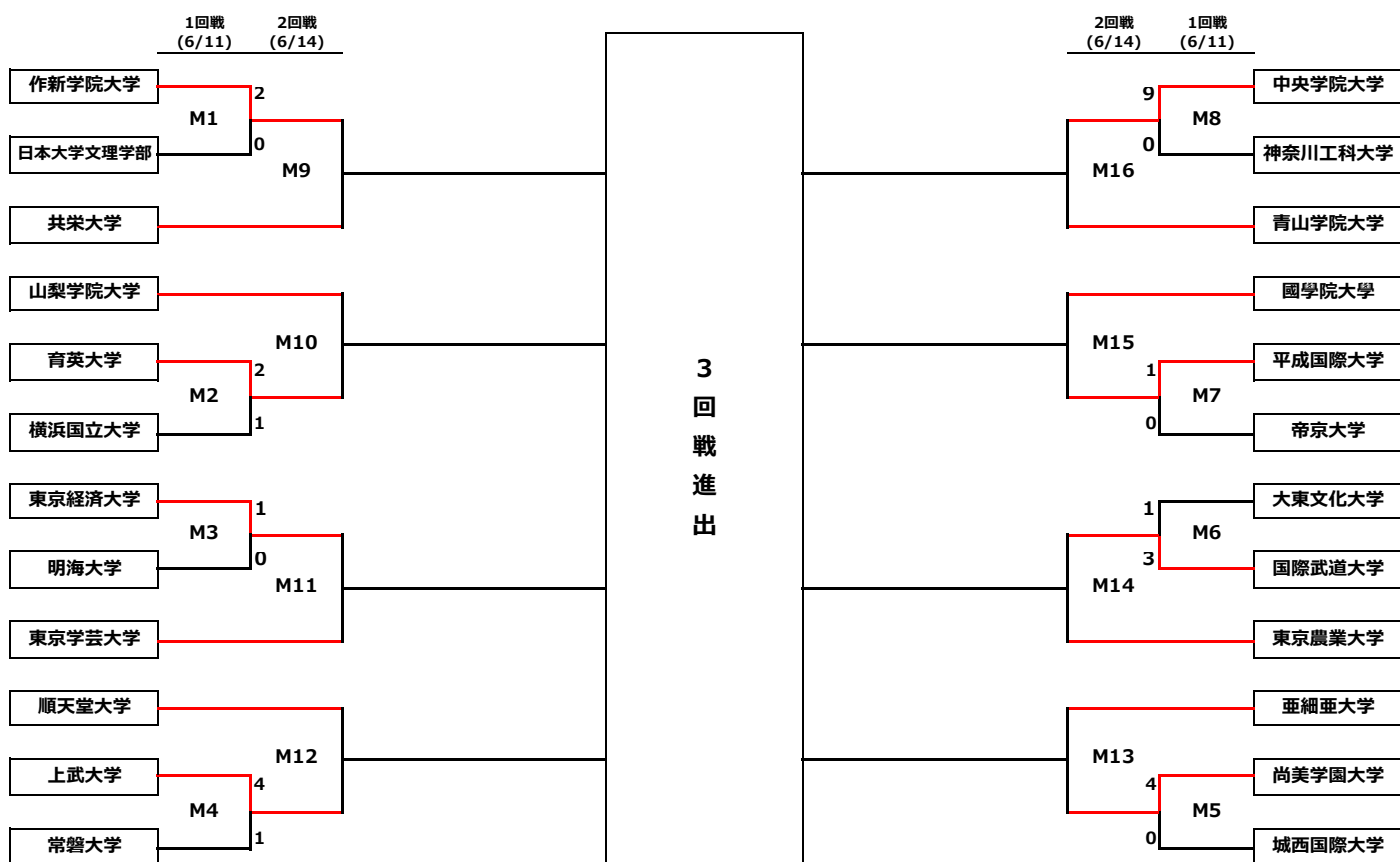 1回戦
(6/11)
2回戦
(6/14)
2回戦
(6/14)
1回戦
(6/11)
作新学院大学
2
M1
日本大学文理学部
0
M9
共栄大学
山梨学院大学
M10
育英大学
2
M2
横浜国立大学
1
東京経済大学
1
M3
明海大学
0
M11
東京学芸大学
順天堂大学
M12
上武大学
4
M4
常磐大学
1
3
回
戦
進
出
9
中央学院大学
M8
0
神奈川工科大学
M16
青山学院大学
國學院大學
M15
1
平成国際大学
M7
0
帝京大学
1
大東文化大学
M6
3
国際武道大学
M14
東京農業大学
亜細亜大学
M13
4
尚美学園大学
M5
0
城西国際大学